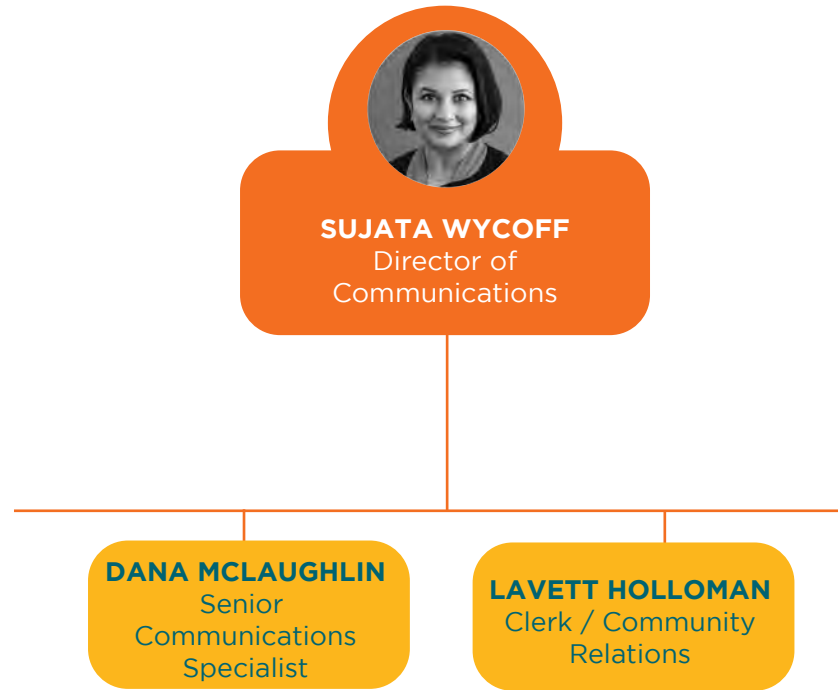 SUJATA WYCOFF
Director of
Communications
DANA MCLAUGHLIN
Senior
Communications
Specialist
LAVETT HOLLOMAN
Clerk / Community
Relations